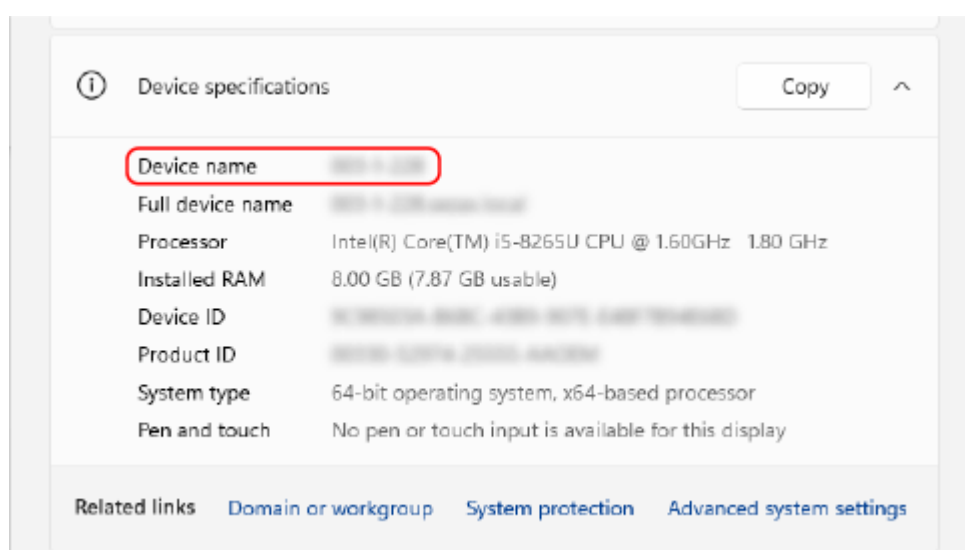 Device specifications Copy
Device name
Full device name
Processor Intel(R) Core(TM) i5-8265U CPU @ 1.60GHz 1.80 GHz
Installed RAM 8.00 GB (7.87 GB usable)
Device ID
Product ID
System type 64-bit operating system, x64-based processor
Pen and touch No pen or touch input is available for this display
Related links Domain or workgroup System protection Advanced system settings